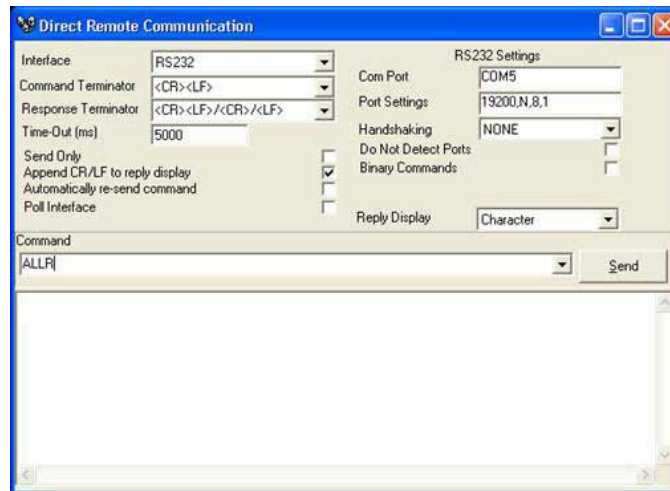 Direct Remote Communication
Interface
RS232
Command Terminator
<CR><LF>
Response Terminator
<CR><LF>/<CR>/<LF>
Time-Out (ms)
5000
Send Only
Append CR/LF to reply display
Automatically re-send command
Poll Interface
RS232 Settings
Com Port
COM5
Port Settings
19200,N,8,1
Handshaking
NONE
Do Not Detect Ports
Binary Commands
Reply Display
Character
Command
ALLR
Send